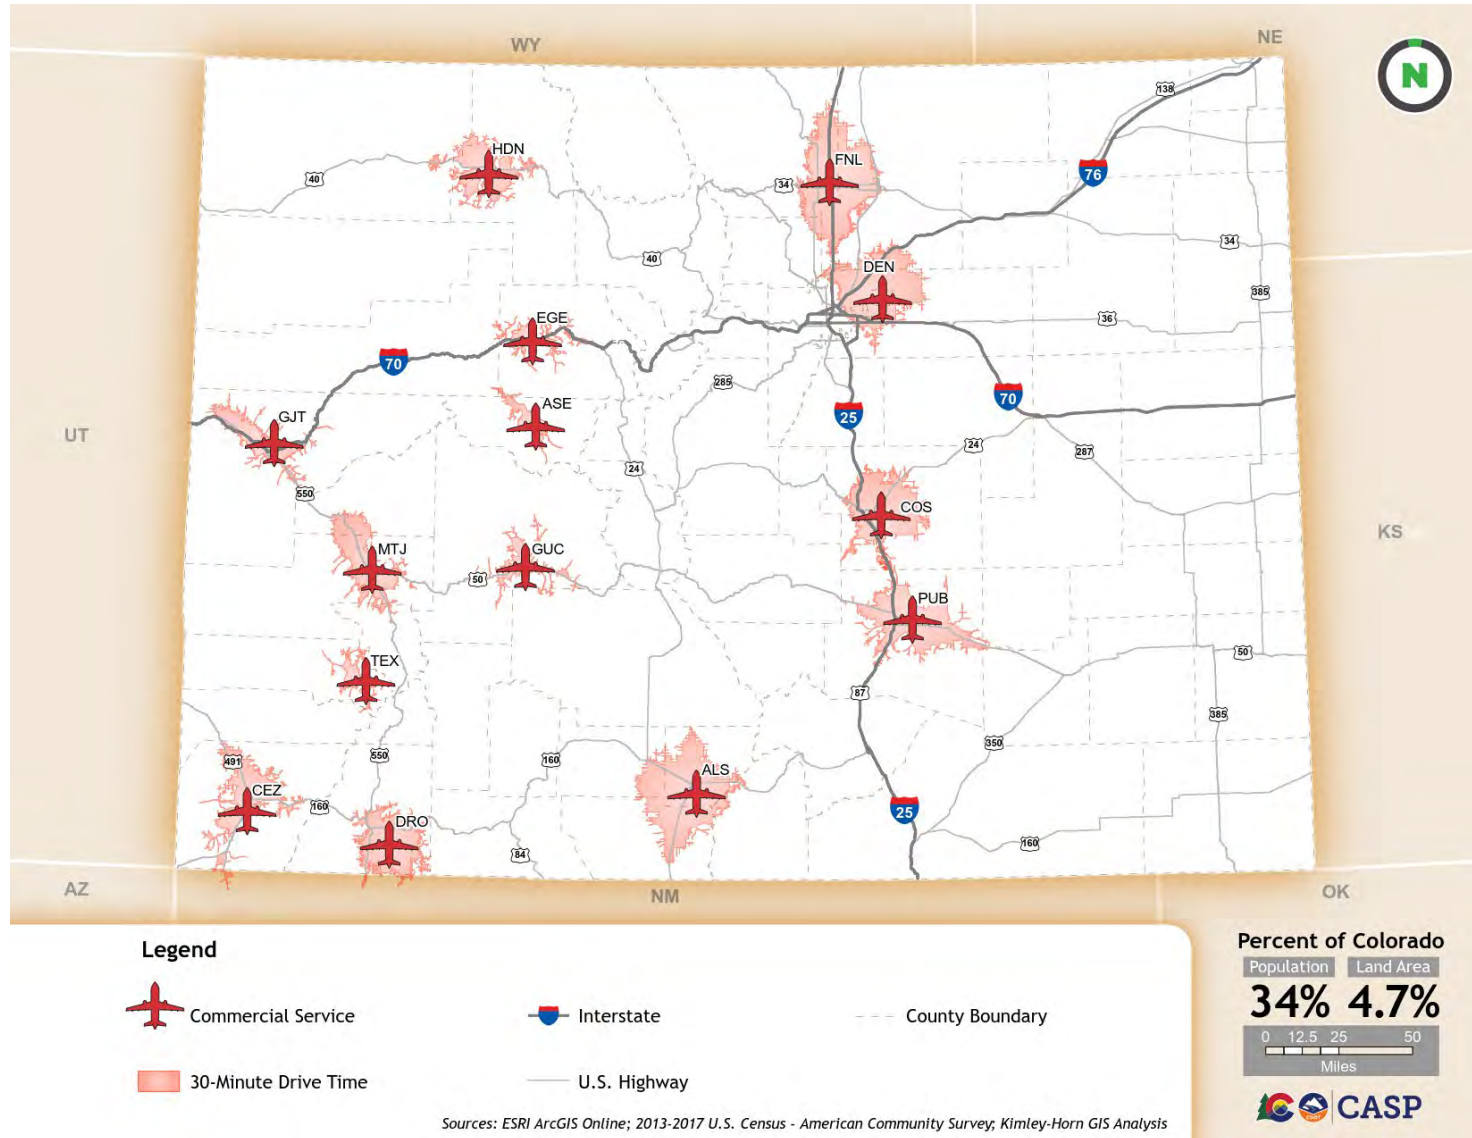 WY
NE
N
138
HDN
FNL
76
40
34
34
40
DEN
385
EGE
36
70
285
70
ASE
25
GJT
UT
24
24
287
550
COS
KS
MTJ
GUC
50
PUB
TEX
50
87
385
350
550
160
491
ALS
CEZ
160
25
DRO
160
84
AZ
NM
OK
Legend
Commercial Service
Interstate
County Boundary
30-Minute Drive Time
U.S. Highway
Sources: ESRI ArcGIS Online; 2013-2017 U.S. Census - American Community Survey; Kimley-Horn GIS Analysis
Percent of Colorado
Population Land Area
34% 4.7%
0 12.5 25 50
Miles
CASP